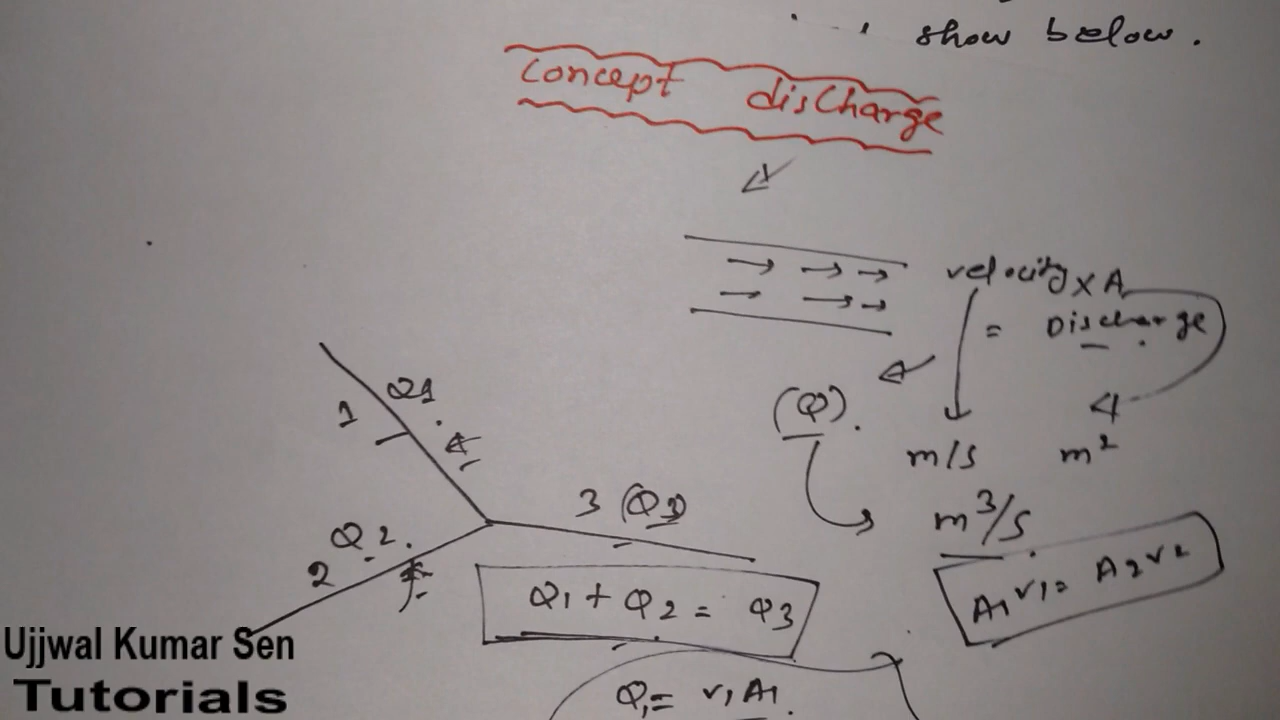 show below.
concept discharge
velocity x A
= Discharge
(Q).
m/s
m²
m³/s
A₁V₁ = A₂V₂
1
Q1
Q2.
2
3 (Q3)
Q₁ + Q₂ = Q3
Q₁ = V₁A₁.
Ujjwal Kumar Sen
Tutorials